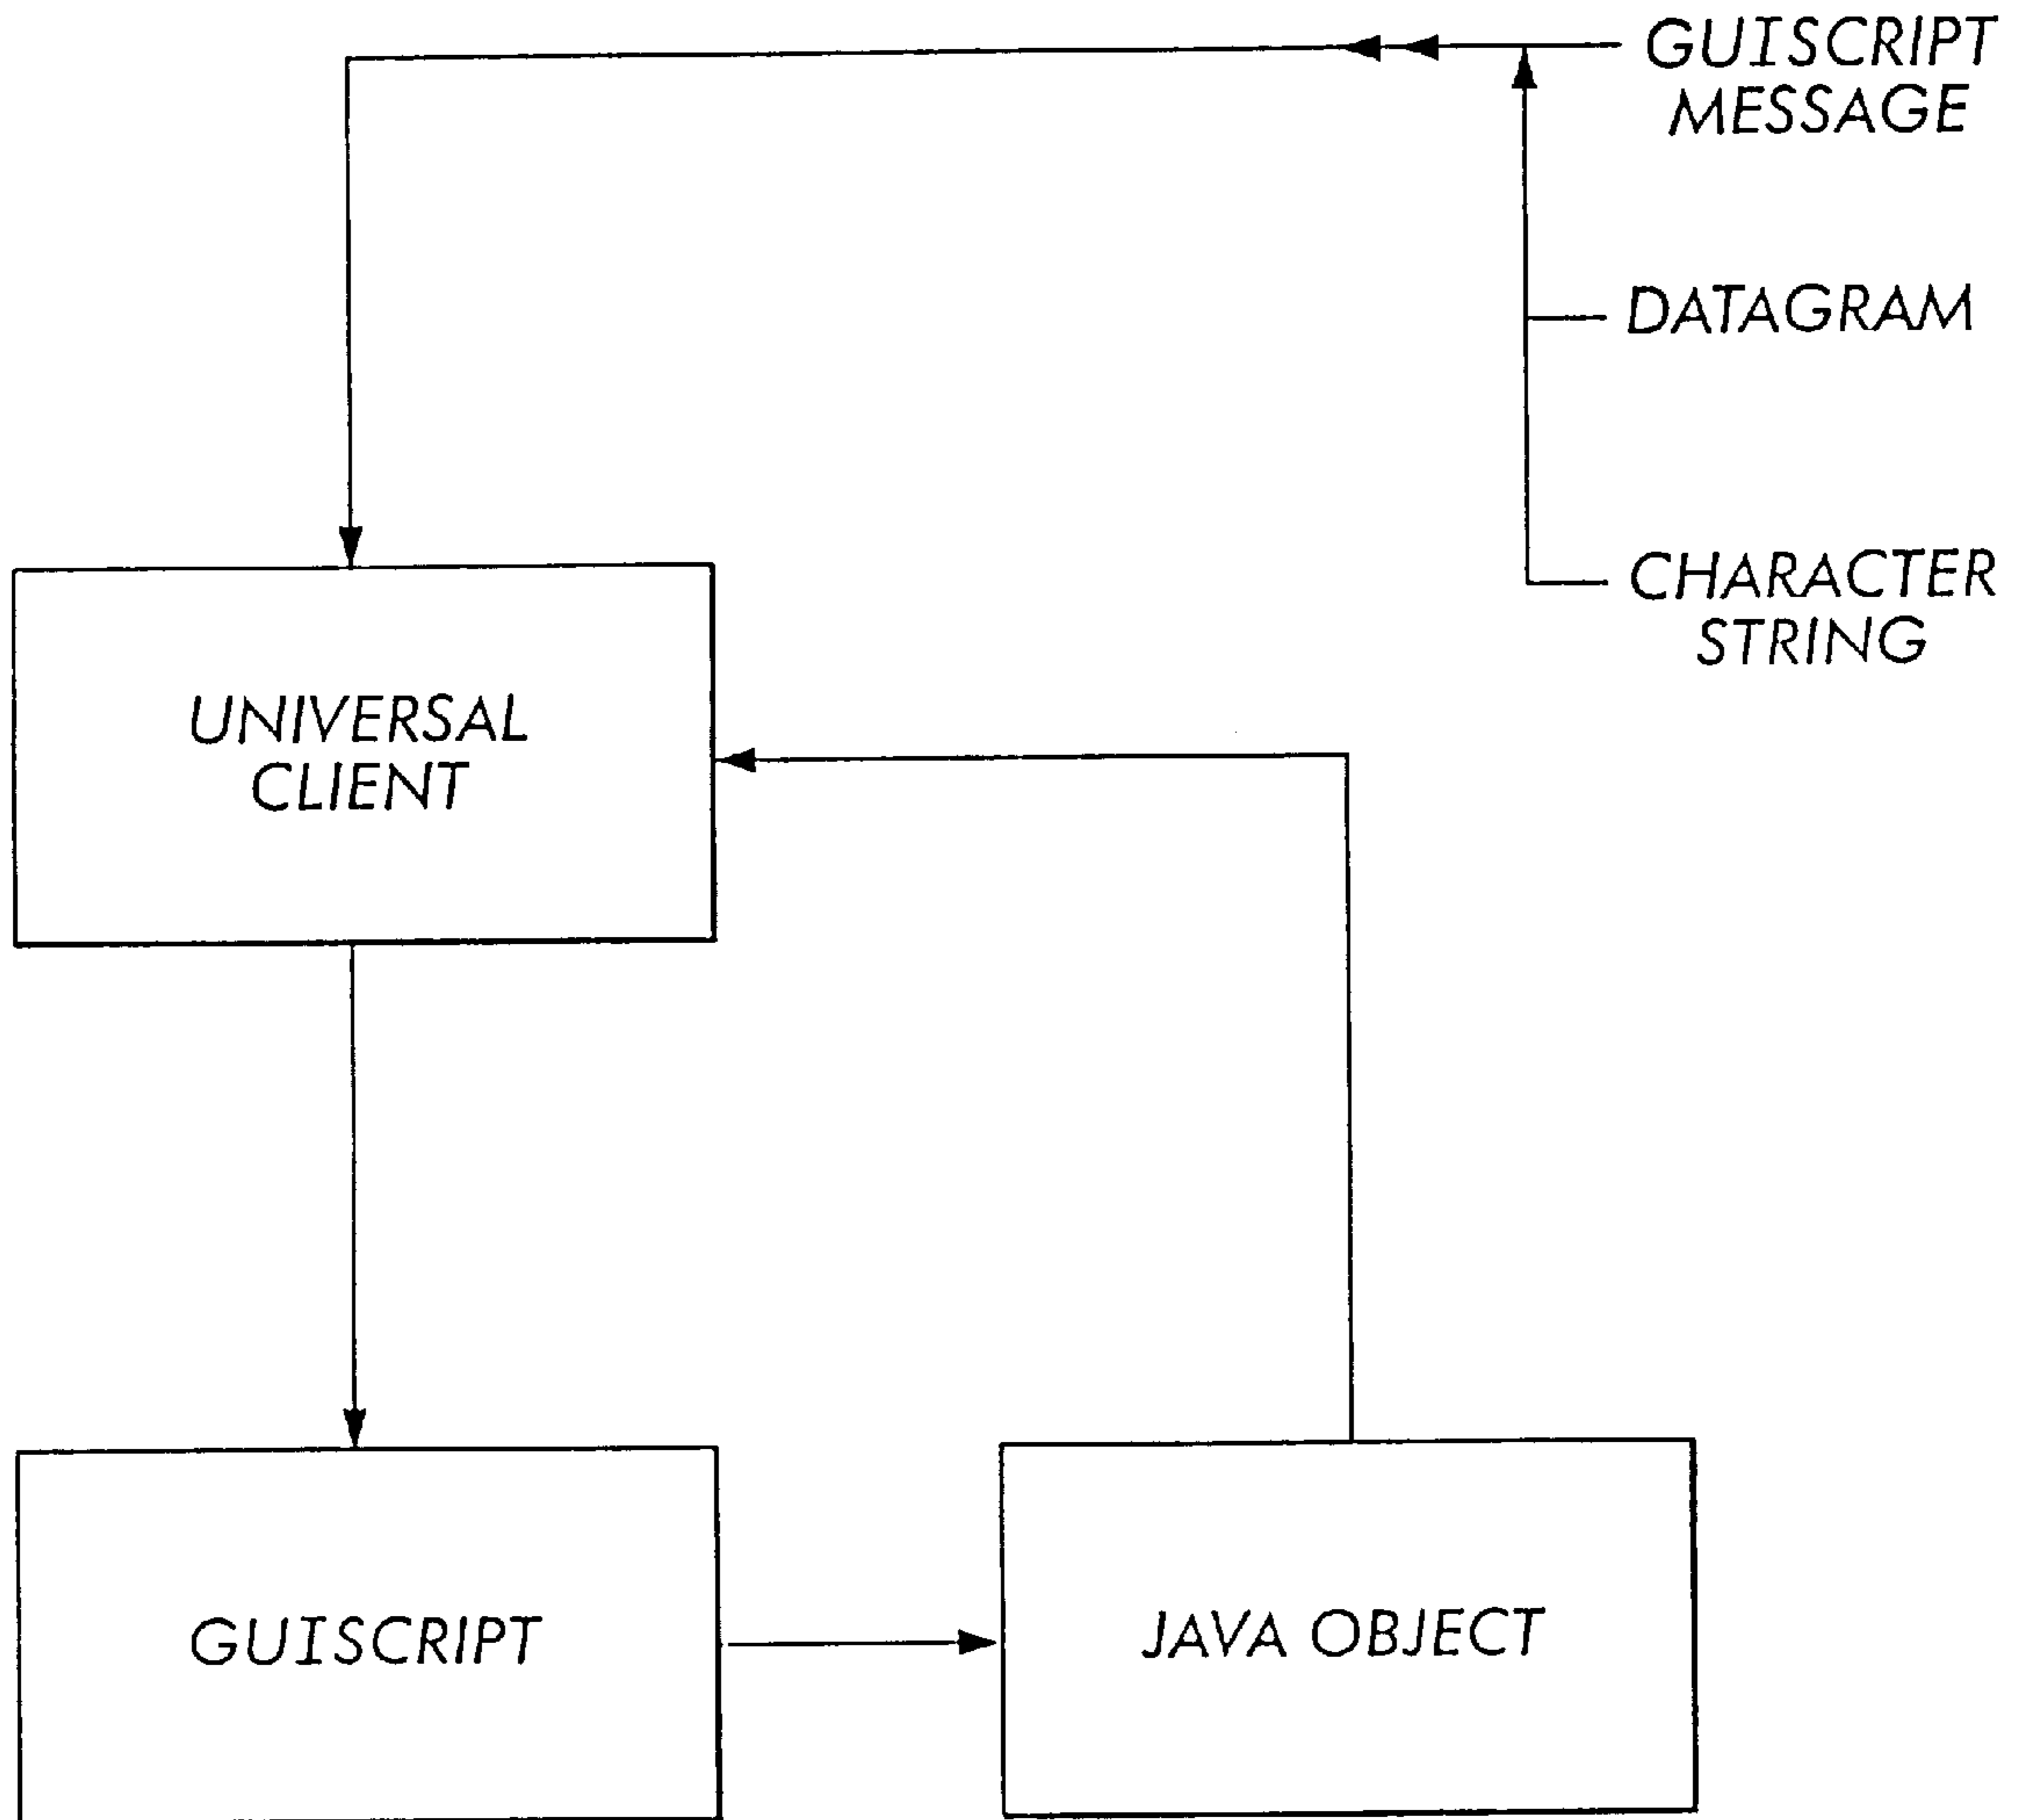 GUISCRIPT
MESSAGE
DATAGRAM
CHARACTER
STRING
UNIVERSAL
CLIENT
GUISCRIPT
JAVA OBJECT